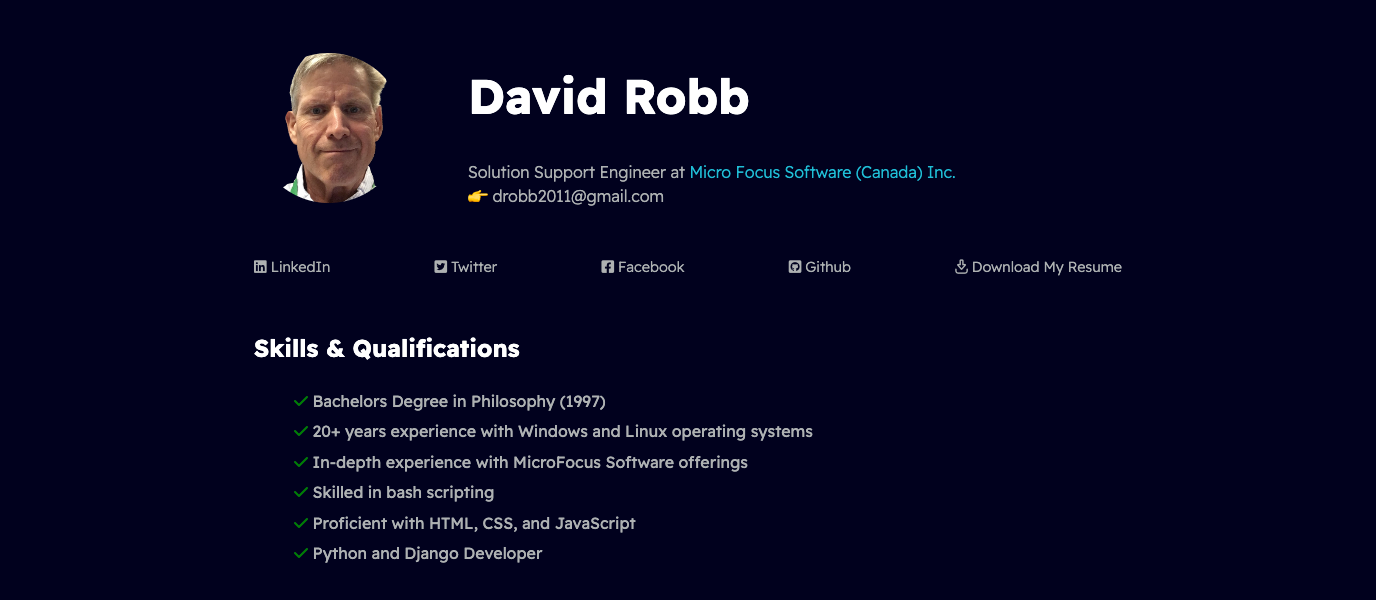 David Robb
Solution Support Engineer at Micro Focus Software (Canada) Inc.
👉 drobb2011@gmail.com
LinkedIn Twitter Facebook Github Download My Resume
Skills & Qualifications
Bachelors Degree in Philosophy (1997)
20+ years experience with Windows and Linux operating systems
In-depth experience with MicroFocus Software offerings
Skilled in bash scripting
Proficient with HTML, CSS, and JavaScript
Python and Django Developer